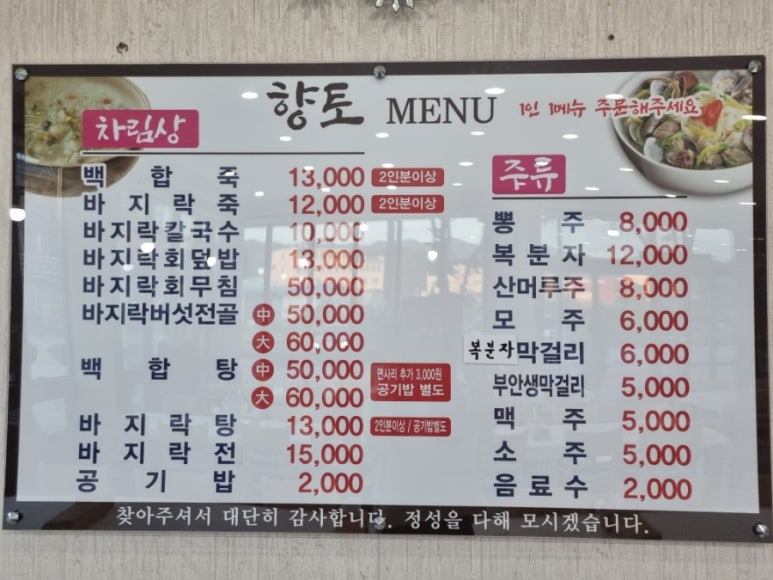 향토 MENU 1인 1메뉴 주문해주세요
차림상
백합죽 13,000 2인분이상
바지락죽 12,000 2인분이상
바지락칼국수 10,000
바지락회덮밥 13,000
바지락회무침 50,000
바지락버섯전골 中 50,000
大 60,000
백합탕 中 50,000 면사리 추가 3,000원
大 60,000 공기밥 별도
바지락탕 13,000 2인분이상 / 공기밥별도
바지락전 15,000
공기밥 2,000
주류
뽕주 8,000
복분자 12,000
산머루주 8,000
모주 6,000
복분자막걸리 6,000
부안생막걸리 5,000
맥주 5,000
소주 5,000
음료수 2,000
찾아주셔서 대단히 감사합니다. 정성을 다해 모시겠습니다.